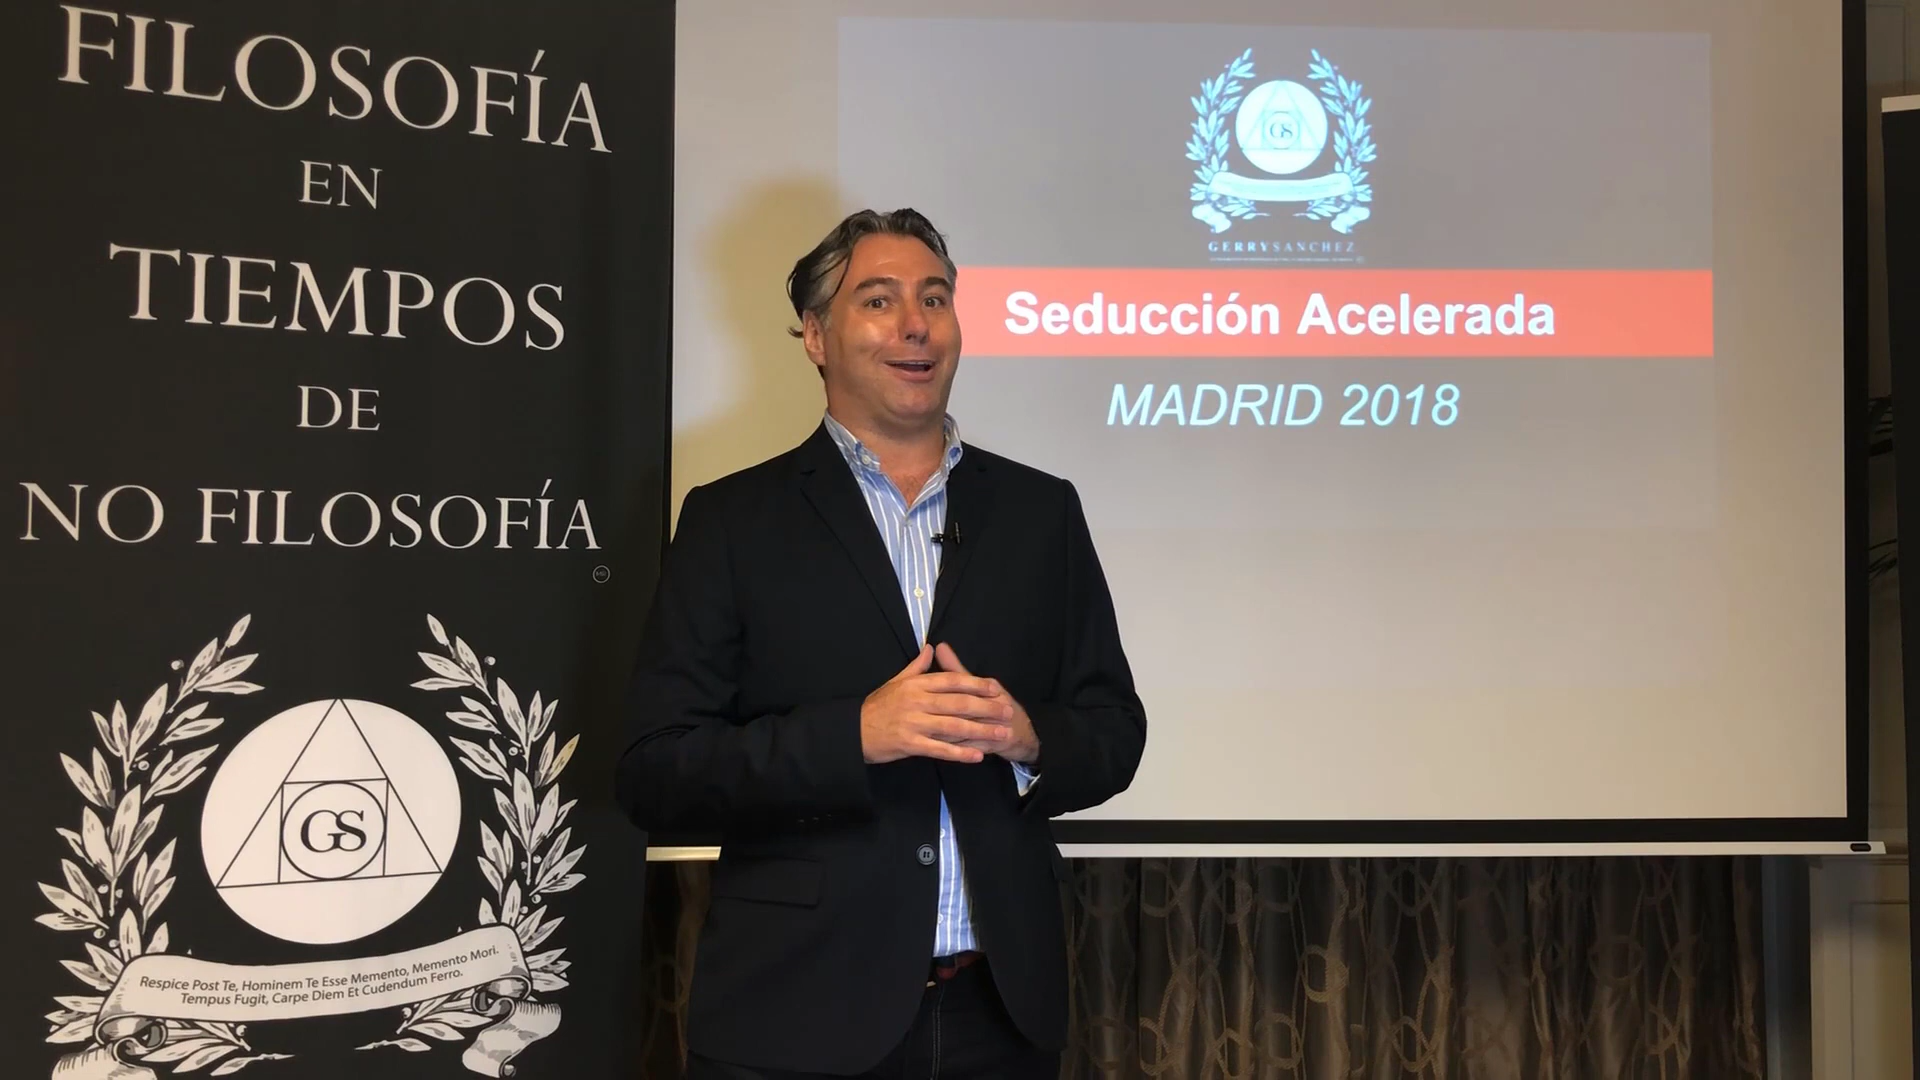 FILOSOFÍA
EN
TIEMPOS
DE
NO FILOSOFÍA
GS
Respice Post Te, Hominem Te Esse Memento, Memento Mori.
Tempus Fugit, Carpe Diem Et Cudendum Ferro.
GS
GERRYSANCHEZ
Seducción Acelerada
MADRID 2018